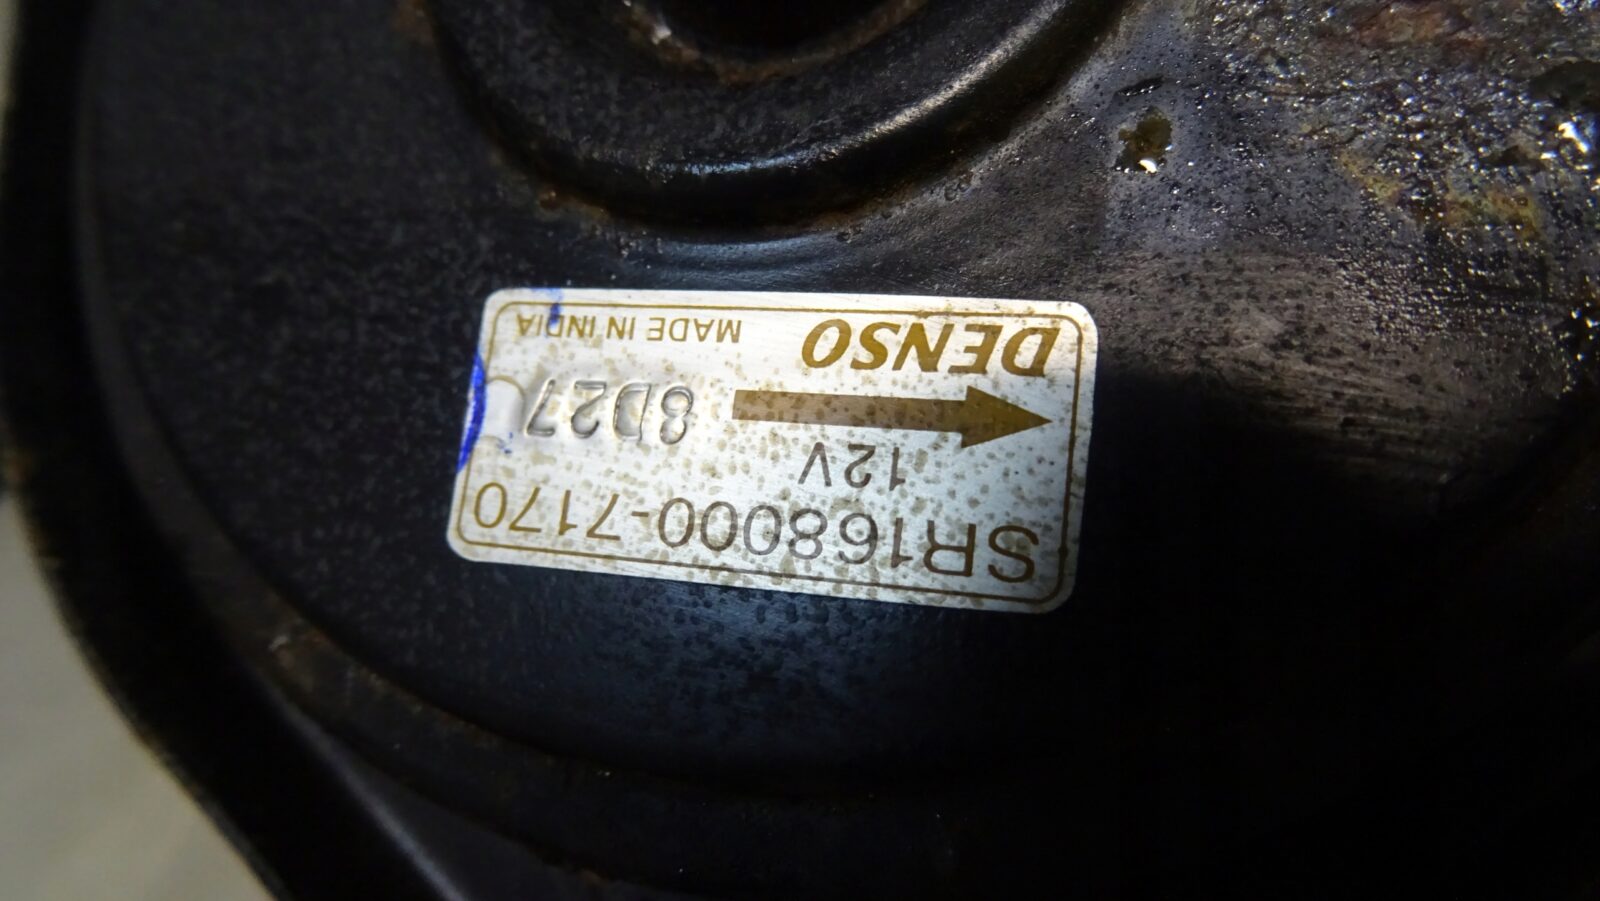 DENSO MADE IN INDIA
8D27
12V
SR168000-7170